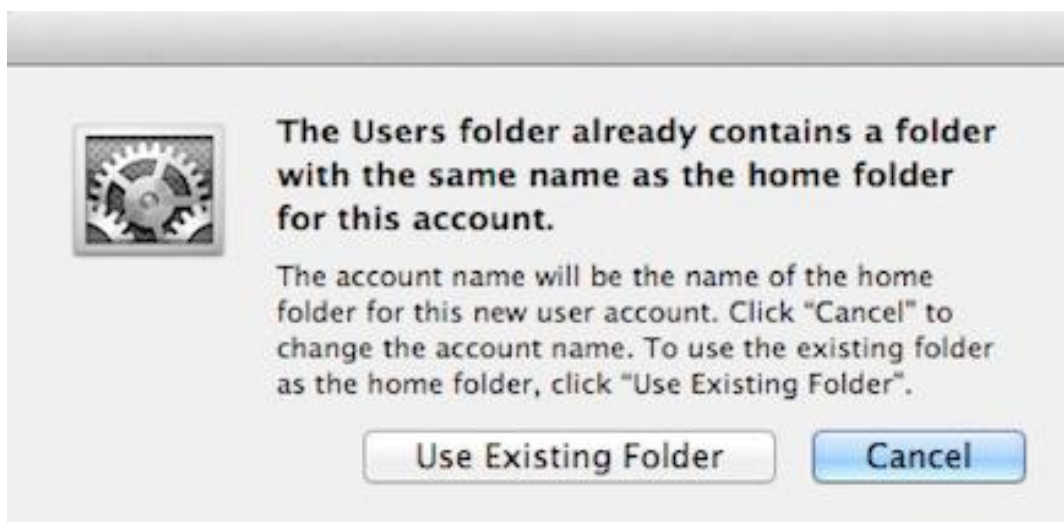 The Users folder already contains a folder
with the same name as the home folder
for this account.
The account name will be the name of the home
folder for this new user account. Click "Cancel" to
change the account name. To use the existing folder
as the home folder, click "Use Existing Folder".
Use Existing Folder
Cancel